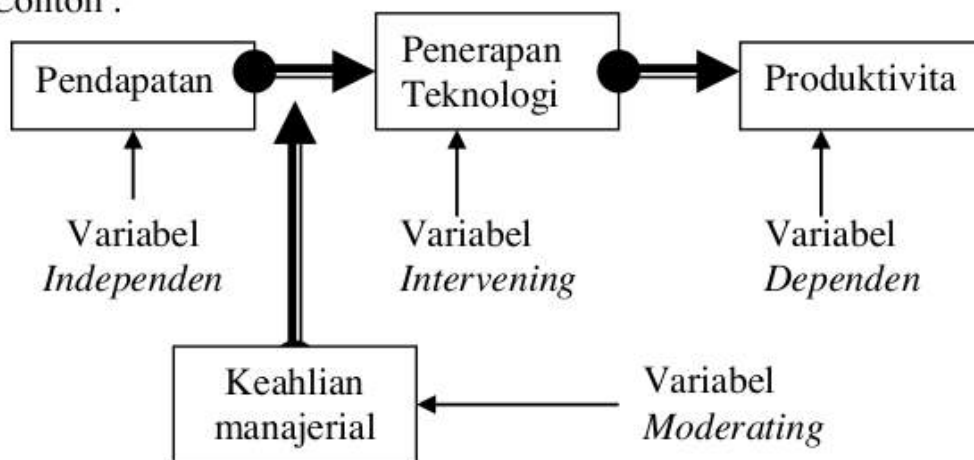 Contoh :
Pendapatan
Penerapan
Teknologi
Produktivita
Variabel
Independen
Variabel
Intervening
Variabel
Dependen
Keahlian
manajerial
Variabel
Moderating